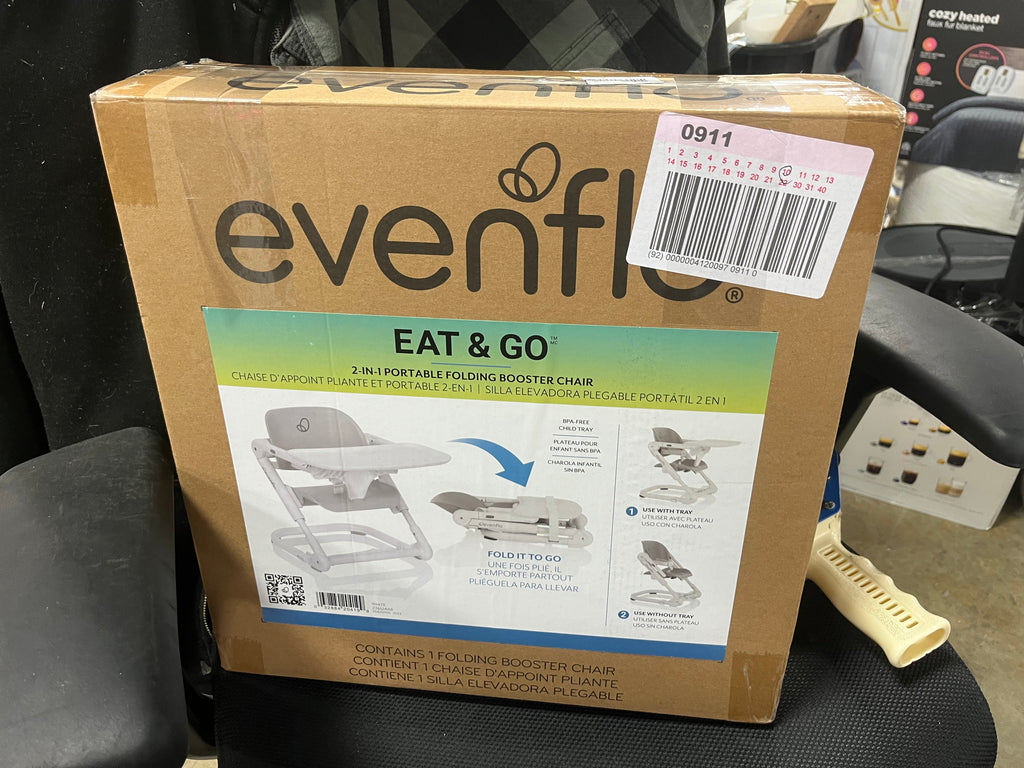 evenflo
evenflo®
0911
1 2 3 4 5 6 7 8 9 10 11 12 13
14 15 16 17 18 19 20 21 22 30 31 40
(92) 0000004120097 0911 0
EAT & GO™
MC
2-IN-1 PORTABLE FOLDING BOOSTER CHAIR
CHAISE D'APPOINT PLIANTE ET PORTABLE 2-EN-1 | SILLA ELEVADORA PLEGABLE PORTÁTIL 2 EN 1
BPA-FREE
CHILD TRAY
PLATEAU POUR
ENFANT SANS BPA
CHAROLA INFANTIL
SIN BPA
evenflo
FOLD IT TO GO
UNE FOIS PLIÉ, IL
S'EMPORTE PARTOUT
PLIÉGUELA PARA LLEVAR
1 USE WITH TRAY
UTILISER AVEC PLATEAU
USO CON CHAROLA
2 USE WITHOUT TRAY
UTILISER SANS PLATEAU
USO SIN CHAROLA
CONTAINS 1 FOLDING BOOSTER CHAIR
CONTIENT 1 CHAISE D'APPOINT PLIANTE
CONTIENE 1 SILLA ELEVADORA PLEGABLE
cozy heated
faux fur blanket